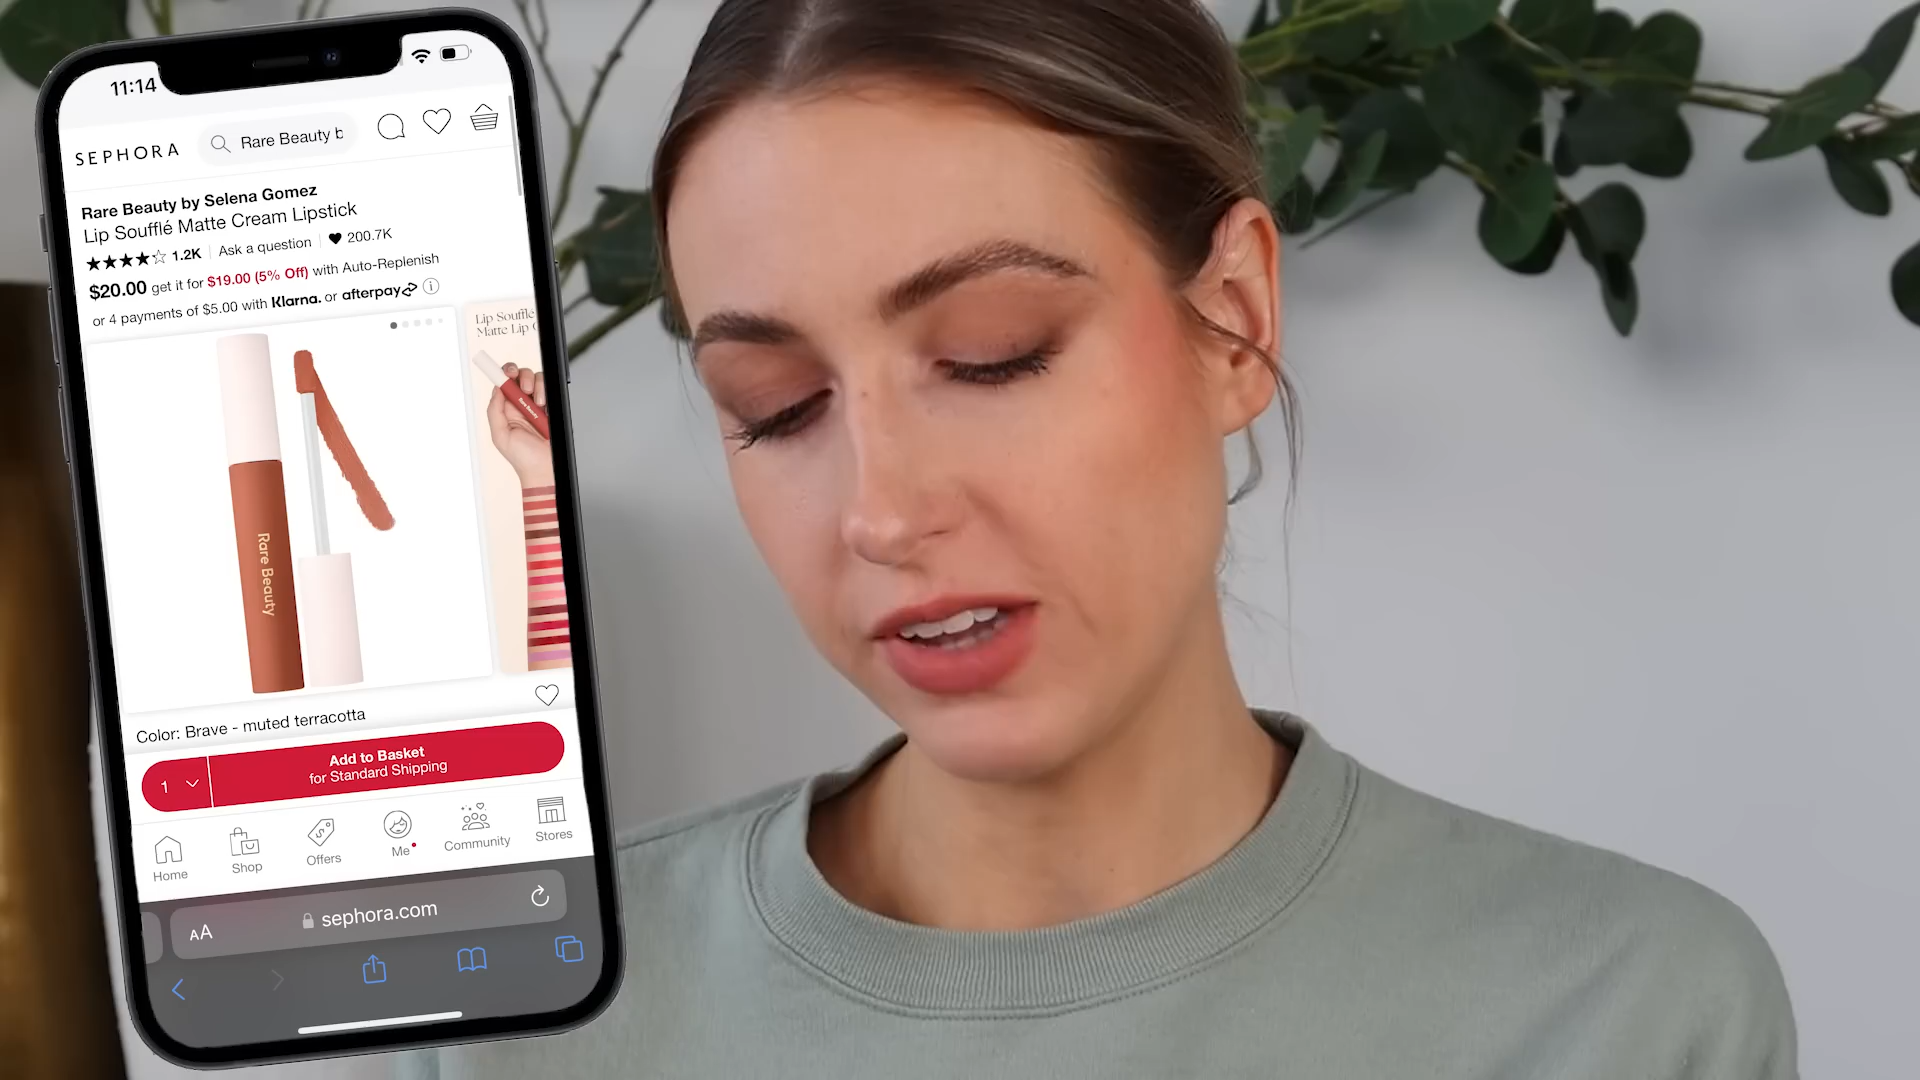 11:14
SEPHORA
Rare Beauty b
Rare Beauty by Selena Gomez
Lip Soufflé Matte Cream Lipstick
1.2K Ask a question 200.7K
$20.00 get it for $19.00 (5% Off) with Auto-Replenish
or 4 payments of $5.00 with Klarna. or afterpay
Lip Soufflé
Matte Lip
Rare Beauty
Color: Brave - muted terracotta
1
Add to Basket
for Standard Shipping
Home
Shop
Offers
Me
Community
Stores
AA
sephora.com